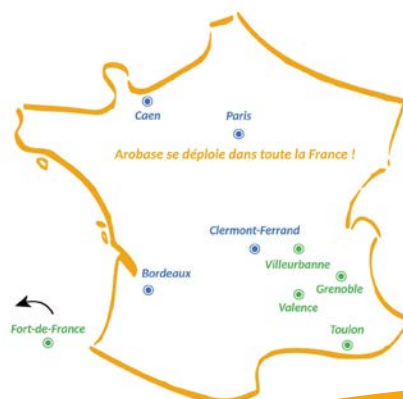 Caen
Paris
Arobase se déploie dans toute la France !
Clermont-Ferrand
Villeurbanne
Bordeaux
Grenoble
Valence
Fort-de-France
Toulon